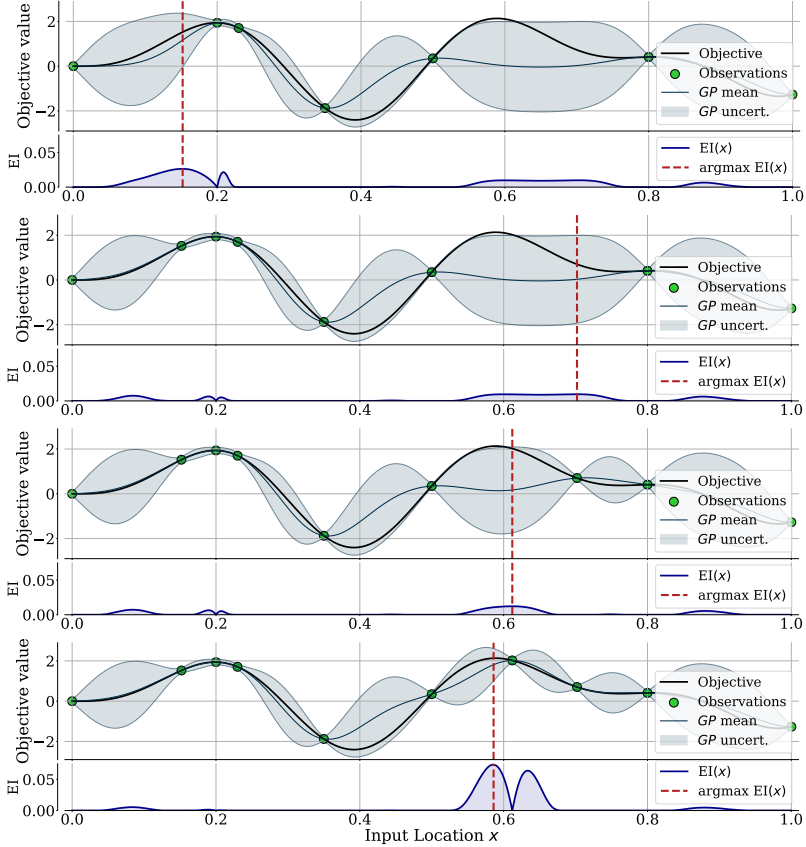 Objective value
2
0
−2
Objective
Observations
GP mean
GP uncert.
EI
0.05
0.00
EI(x)
argmax EI(x)
0.0 0.2 0.4 0.6 0.8 1.0
Objective value
2
0
−2
Objective
Observations
GP mean
GP uncert.
EI
0.05
0.00
EI(x)
argmax EI(x)
0.0 0.2 0.4 0.6 0.8 1.0
Objective value
2
0
−2
Objective
Observations
GP mean
GP uncert.
EI
0.05
0.00
EI(x)
argmax EI(x)
0.0 0.2 0.4 0.6 0.8 1.0
Objective value
2
0
−2
Objective
Observations
GP mean
GP uncert.
EI
0.05
0.00
EI(x)
argmax EI(x)
0.0 0.2 0.4 0.6 0.8 1.0
Input Location x